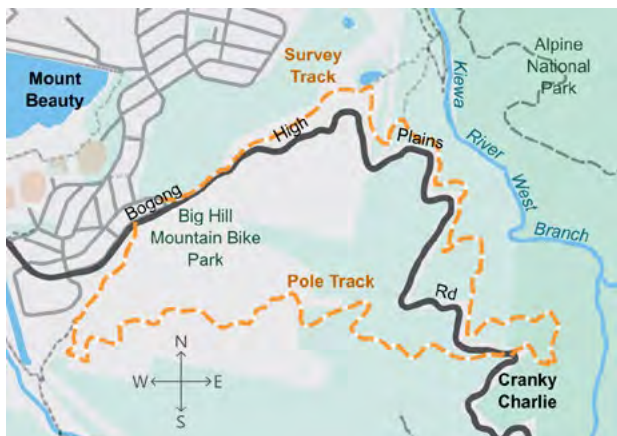 Mount
Beauty
Survey
Track
Alpine
National
Park
Kiewa
River
West
Branch
Bogong
High
Plains
Rd
Big Hill
Mountain Bike
Park
Pole Track
N
W
E
S
Cranky
Charlie